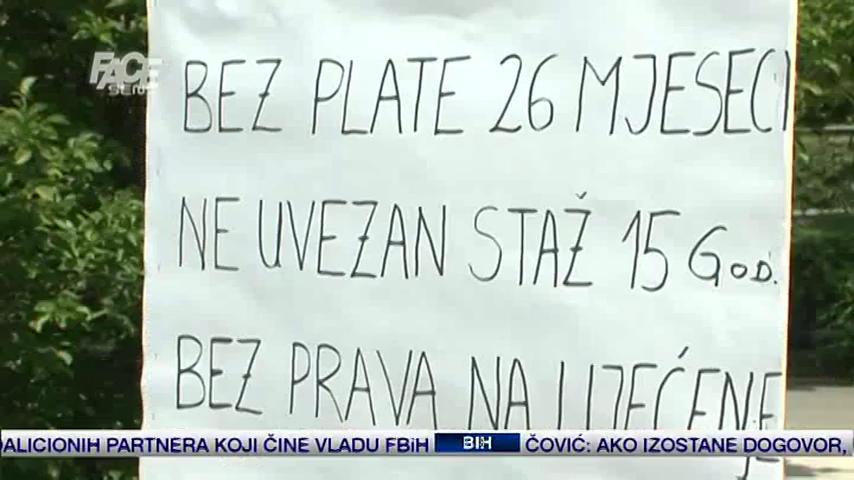 FACE
BEZ PLATE 26 MJESECI
NE UVEZAN STAŽ 15 GOD.
BEZ PRAVA NA LIJEČENJE
OALICIONIH PARTNERA KOJI ČINE VLADU FBiH BIH ČOVIĆ: AKO IZOSTANE DOGOVOR,